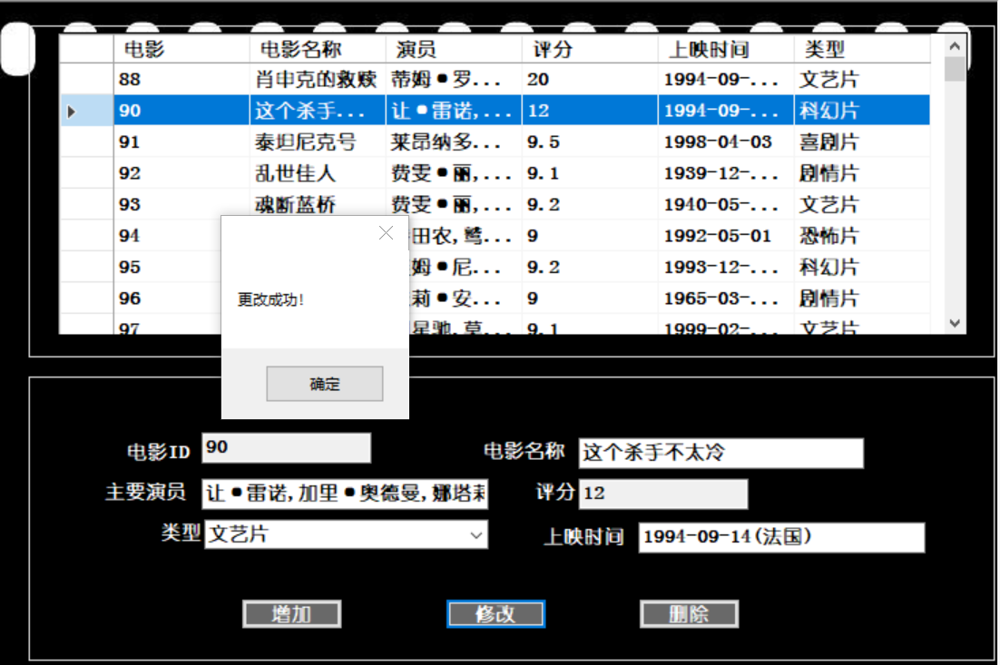 电影 电影名称 演员 评分 上映时间 类型
88 肖申克的救赎 蒂姆●罗... 20 1994-09-... 文艺片
90 这个杀手... 让●雷诺,... 12 1994-09-... 科幻片
91 泰坦尼克号 莱昂纳多... 9.5 1998-04-03 喜剧片
92 乱世佳人 费雯●丽,... 9.1 1939-12-... 剧情片
93 魂断蓝桥 费雯●丽,... 9.2 1940-05-... 文艺片
94 田农,鹫... 9 1992-05-01 恐怖片
95 姆●尼... 9.2 1993-12-... 科幻片
96 莉●安... 9 1965-03-... 剧情片
97 星驰,莫... 9.1 1999-02-... 文艺片
更改成功!
确定
电影ID 90 电影名称 这个杀手不太冷
主要演员 让●雷诺,加里●奥德曼,娜塔莉 评分 12
类型 文艺片 上映时间 1994-09-14(法国)
增加 修改 删除